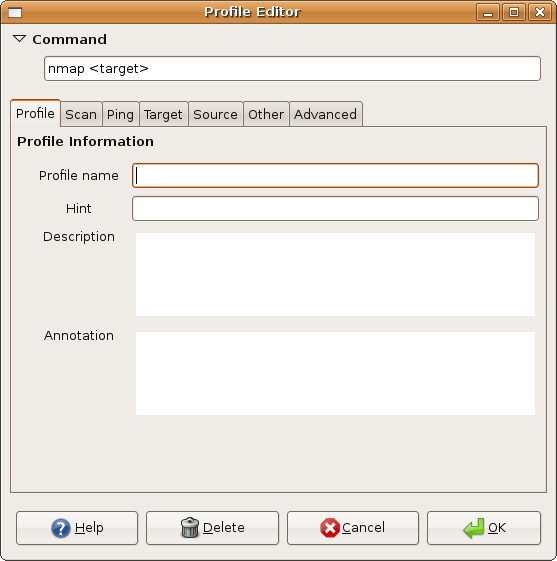 Profile Editor
Command
nmap <target>
Profile Scan Ping Target Source Other Advanced
Profile Information
Profile name
Hint
Description
Annotation
Help Delete Cancel OK